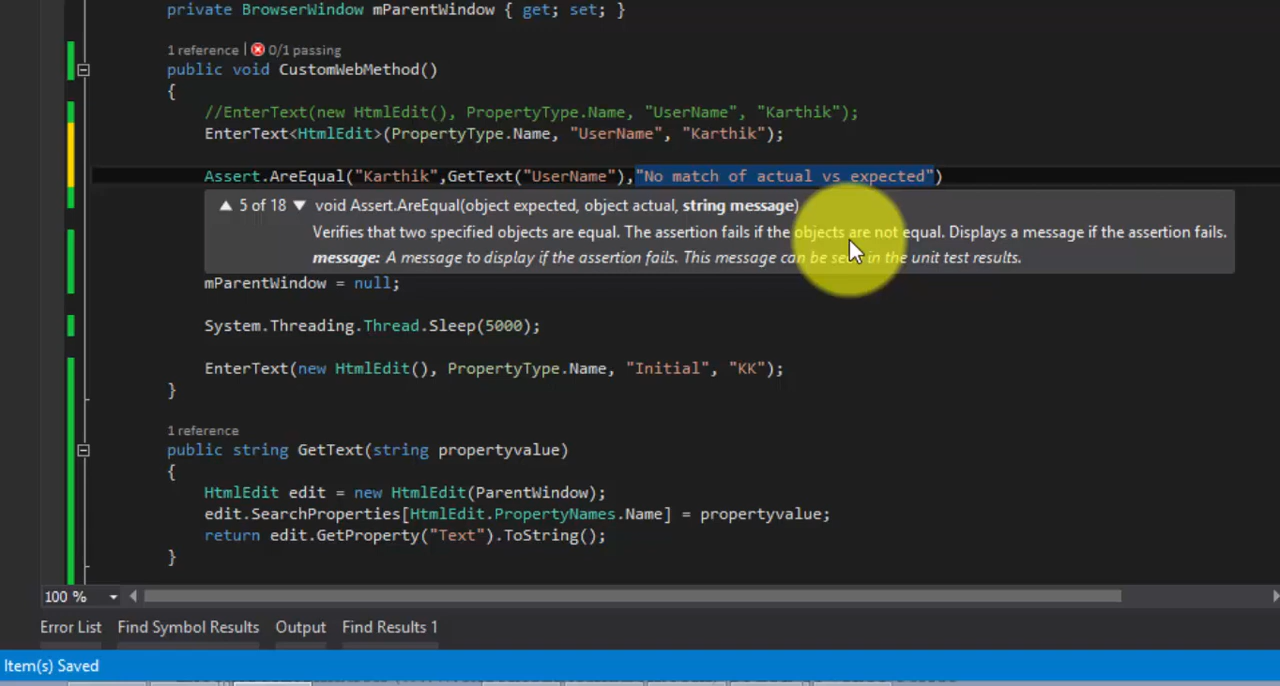 private BrowserWindow mParentWindow { get; set; }
1 reference | 0/1 passing
public void CustomWebMethod()
{
//EnterText(new HtmlEdit(), PropertyType.Name, "UserName", "Karthik");
EnterText<HtmlEdit>(PropertyType.Name, "UserName", "Karthik");
Assert.AreEqual("Karthik",GetText("UserName"),"No match of actual vs expected")
▲ 5 of 18 ▼ void Assert.AreEqual(object expected, object actual, string message)
Verifies that two specified objects are equal. The assertion fails if the objects are not equal. Displays a message if the assertion fails.
message: A message to display if the assertion fails. This message can be seen in the unit test results.
mParentWindow = null;
System.Threading.Thread.Sleep(5000);
EnterText(new HtmlEdit(), PropertyType.Name, "Initial", "KK");
}
1 reference
public string GetText(string propertyvalue)
{
HtmlEdit edit = new HtmlEdit(ParentWindow);
edit.SearchProperties[HtmlEdit.PropertyNames.Name] = propertyvalue;
return edit.GetProperty("Text").ToString();
}
100 %
Error List Find Symbol Results Output Find Results 1
Item(s) Saved